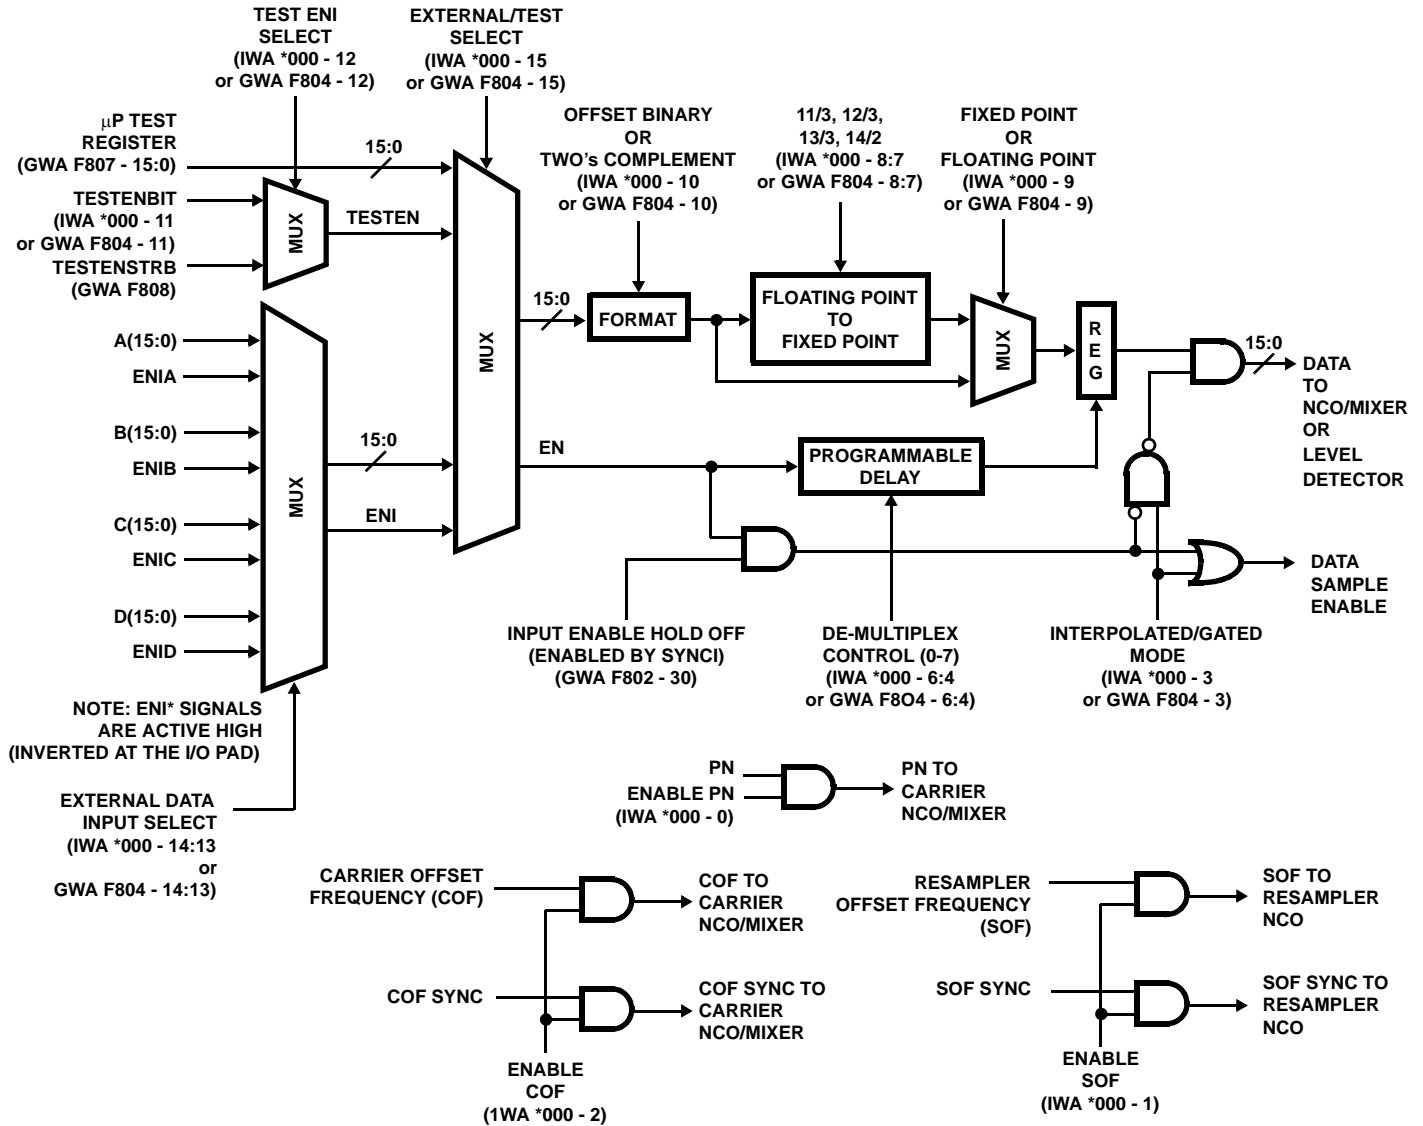 TEST ENI
SELECT
(IWA *000 - 12
or GWA F804 - 12)
EXTERNAL/TEST
SELECT
(IWA *000 - 15
or GWA F804 - 15)
µP TEST
REGISTER
(GWA F807 - 15:0)
15:0
TESTENBIT
(IWA *000 - 11
or GWA F804 - 11)
TESTENSTRB
(GWA F808)
MUX
TESTEN
OFFSET BINARY
OR
TWO's COMPLEMENT
(IWA *000 - 10
or GWA F804 - 10)
11/3, 12/3,
13/3, 14/2
(IWA *000 - 8:7
or GWA F804 - 8:7)
FIXED POINT
OR
FLOATING POINT
(IWA *000 - 9
or GWA F804 - 9)
A(15:0)
ENIA
B(15:0)
ENIB
C(15:0)
ENIC
D(15:0)
ENID
MUX
15:0
ENI
MUX
15:0
FORMAT
FLOATING POINT
TO
FIXED POINT
MUX
R
E
G
15:0
DATA
TO
NCO/MIXER
OR
LEVEL
DETECTOR
EN
PROGRAMMABLE
DELAY
DATA
SAMPLE
ENABLE
INPUT ENABLE HOLD OFF
(ENABLED BY SYNCI)
(GWA F802 - 30)
DE-MULTIPLEX
CONTROL (0-7)
(IWA *000 - 6:4
or GWA F8O4 - 6:4)
INTERPOLATED/GATED
MODE
(IWA *000 - 3
or GWA F804 - 3)
NOTE: ENI* SIGNALS
ARE ACTIVE HIGH
(INVERTED AT THE I/O PAD)
EXTERNAL DATA
INPUT SELECT
(IWA *000 - 14:13
or
GWA F804 - 14:13)
PN
ENABLE PN
(IWA *000 - 0)
PN TO
CARRIER
NCO/MIXER
CARRIER OFFSET
FREQUENCY (COF)
COF TO
CARRIER
NCO/MIXER
COF SYNC
COF SYNC TO
CARRIER
NCO/MIXER
ENABLE
COF
(1WA *000 - 2)
RESAMPLER
OFFSET FREQUENCY
(SOF)
SOF TO
RESAMPLER
NCO
SOF SYNC
SOF SYNC TO
RESAMPLER
NCO
ENABLE
SOF
(IWA *000 - 1)